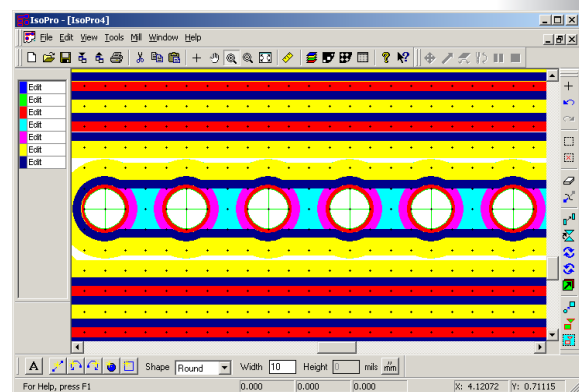 IsoPro - [IsoPro4]
File Edit View Tools Mill Window Help
Edit
Edit
Edit
Edit
Edit
Edit
Edit
A Shape Round Width 10 Height 0 mils in mm
For Help, press F1 0.000 0.000 0.000 X: 4.12072 Y: 0.71115